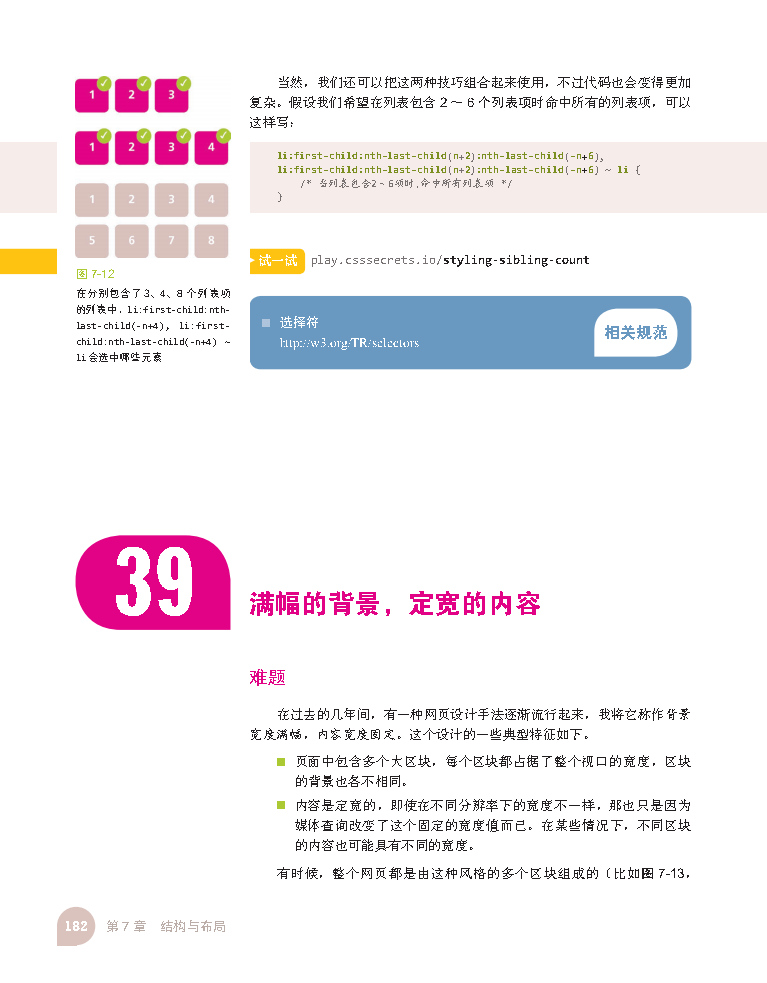 1 2 3
1 2 3 4
1 2 3 4
5 6 7 8
图 7-12
在分别包含了 3、4、8 个列表项
的列表中，li:first-child:nth-
last-child(-n+4), li:first-
child:nth-last-child(-n+4) ~
li 会选中哪些元素
当然，我们还可以把这两种技巧组合起来使用，不过代码也会变得更加
复杂。假设我们希望在列表包含 2 ～ 6 个列表项时命中所有的列表项，可以
这样写：
li:first-child:nth-last-child(n+2):nth-last-child(-n+6),
li:first-child:nth-last-child(n+2):nth-last-child(-n+6) ~ li {
/* 当列表包含2～6项时，命中所有列表项 */
}
试一试 play.csssecrets.io/styling-sibling-count
选择符
http://w3.org/TR/selectors
相关规范
39
满幅的背景，定宽的内容
难题
在过去的几年间，有一种网页设计手法逐渐流行起来，我将它称作背景
宽度满幅，内容宽度固定。这个设计的一些典型特征如下。
页面中包含多个大区块，每个区块都占据了整个视口的宽度，区块
的背景也各不相同。
内容是定宽的，即使在不同分辨率下的宽度不一样，那也只是因为
媒体查询改变了这个固定的宽度值而已。在某些情况下，不同区块
的内容也可能具有不同的宽度。
有时候，整个网页都是由这种风格的多个区块组成的（比如图 7-13，
182 第 7 章 结构与布局